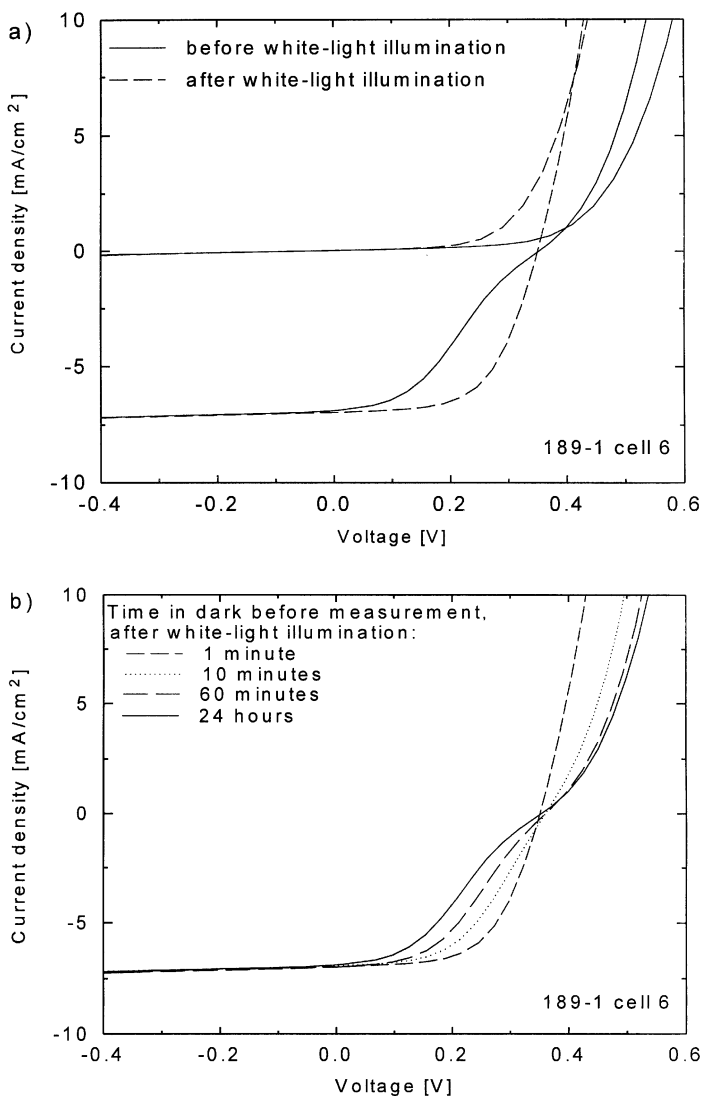 a)
10
before white-light illumination
after white-light illumination
5
0
-5
-10
Current density [mA/cm 2]
189-1 cell 6
-0.4 -0.2 0.0 0.2 0.4 0.6
Voltage [V]
b)
10
Time in dark before measurement,
after white-light illumination:
1 minute
10 minutes
60 minutes
24 hours
5
0
-5
-10
Current density [mA/cm2]
189-1 cell 6
-0.4 -0.2 0.0 0.2 0.4 0.6
Voltage [V]